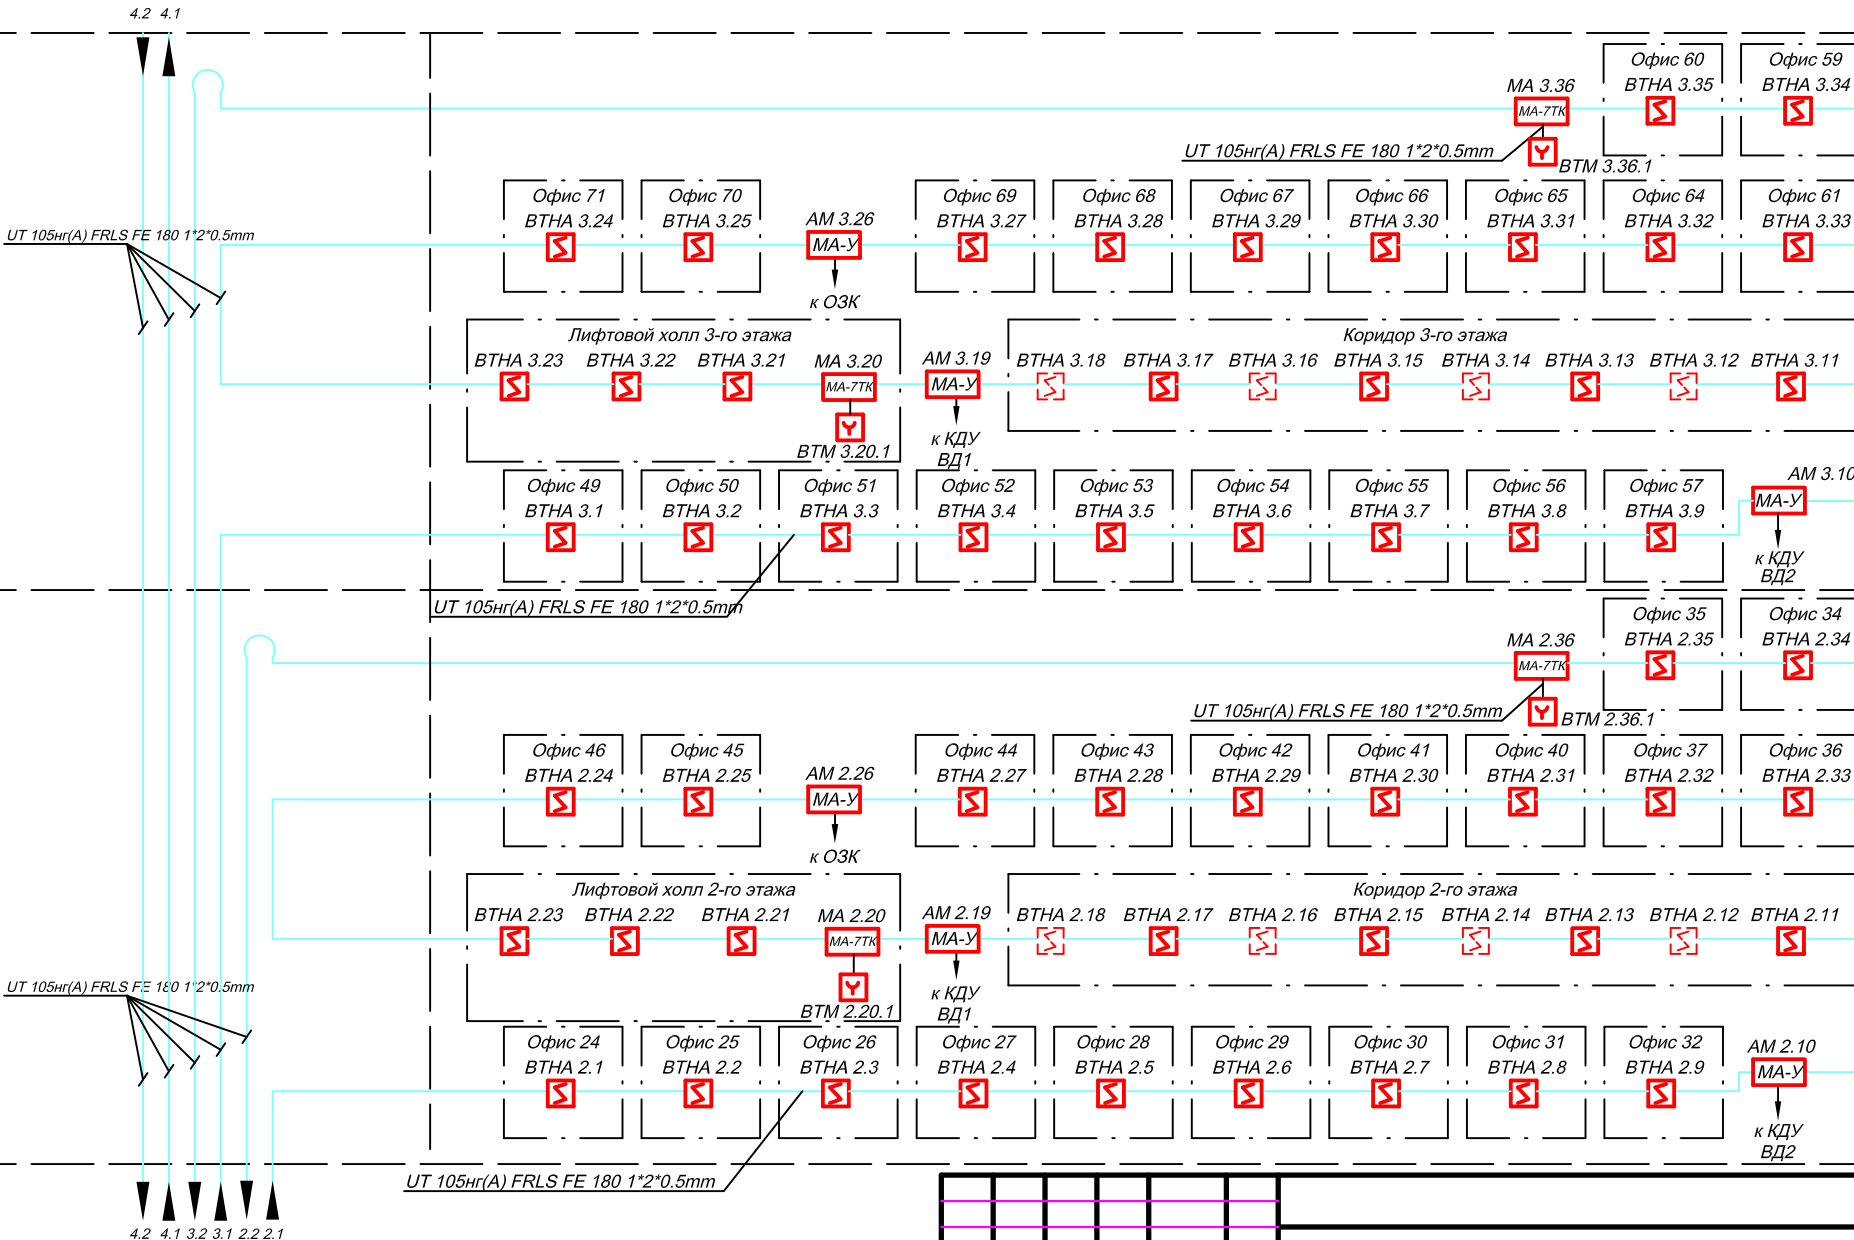 4.2 4.1
Офис 60 Офис 59
МА 3.36 ВТНА 3.35 ВТНА 3.34
МА-7ТК
UT 105нг(А) FRLS FE 180 1*2*0.5mm
ВТМ 3.36.1
Офис 71 Офис 70 Офис 69 Офис 68 Офис 67 Офис 66 Офис 65 Офис 64 Офис 61
ВТНА 3.24 ВТНА 3.25 АМ 3.26 ВТНА 3.27 ВТНА 3.28 ВТНА 3.29 ВТНА 3.30 ВТНА 3.31 ВТНА 3.32 ВТНА 3.33
UT 105нг(А) FRLS FE 180 1*2*0.5mm
МА-У
к ОЗК
Лифтовой холл 3-го этажа Коридор 3-го этажа
ВТНА 3.23 ВТНА 3.22 ВТНА 3.21 МА 3.20 АМ 3.19 ВТНА 3.18 ВТНА 3.17 ВТНА 3.16 ВТНА 3.15 ВТНА 3.14 ВТНА 3.13 ВТНА 3.12 ВТНА 3.11
МА-7ТК МА-У
к КДУ
ВТМ 3.20.1 ВД1
Офис 49 Офис 50 Офис 51 Офис 52 Офис 53 Офис 54 Офис 55 Офис 56 Офис 57 АМ 3.10
ВТНА 3.1 ВТНА 3.2 ВТНА 3.3 ВТНА 3.4 ВТНА 3.5 ВТНА 3.6 ВТНА 3.7 ВТНА 3.8 ВТНА 3.9 МА-У
к КДУ
ВД2
UT 105нг(А) FRLS FE 180 1*2*0.5mm
Офис 35 Офис 34
МА 2.36 ВТНА 2.35 ВТНА 2.34
МА-7ТК
UT 105нг(А) FRLS FE 180 1*2*0.5mm
ВТМ 2.36.1
Офис 46 Офис 45 Офис 44 Офис 43 Офис 42 Офис 41 Офис 40 Офис 37 Офис 36
ВТНА 2.24 ВТНА 2.25 АМ 2.26 ВТНА 2.27 ВТНА 2.28 ВТНА 2.29 ВТНА 2.30 ВТНА 2.31 ВТНА 2.32 ВТНА 2.33
МА-У
к ОЗК
Лифтовой холл 2-го этажа Коридор 2-го этажа
ВТНА 2.23 ВТНА 2.22 ВТНА 2.21 МА 2.20 АМ 2.19 ВТНА 2.18 ВТНА 2.17 ВТНА 2.16 ВТНА 2.15 ВТНА 2.14 ВТНА 2.13 ВТНА 2.12 ВТНА 2.11
МА-7ТК МА-У
UT 105нг(А) FRLS FE 180 1*2*0.5mm
к КДУ
ВТМ 2.20.1 ВД1
Офис 24 Офис 25 Офис 26 Офис 27 Офис 28 Офис 29 Офис 30 Офис 31 Офис 32 АМ 2.10
ВТНА 2.1 ВТНА 2.2 ВТНА 2.3 ВТНА 2.4 ВТНА 2.5 ВТНА 2.6 ВТНА 2.7 ВТНА 2.8 ВТНА 2.9 МА-У
к КДУ
ВД2
UT 105нг(А) FRLS FE 180 1*2*0.5mm
4.2 4.1 3.2 3.1 2.2 2.1